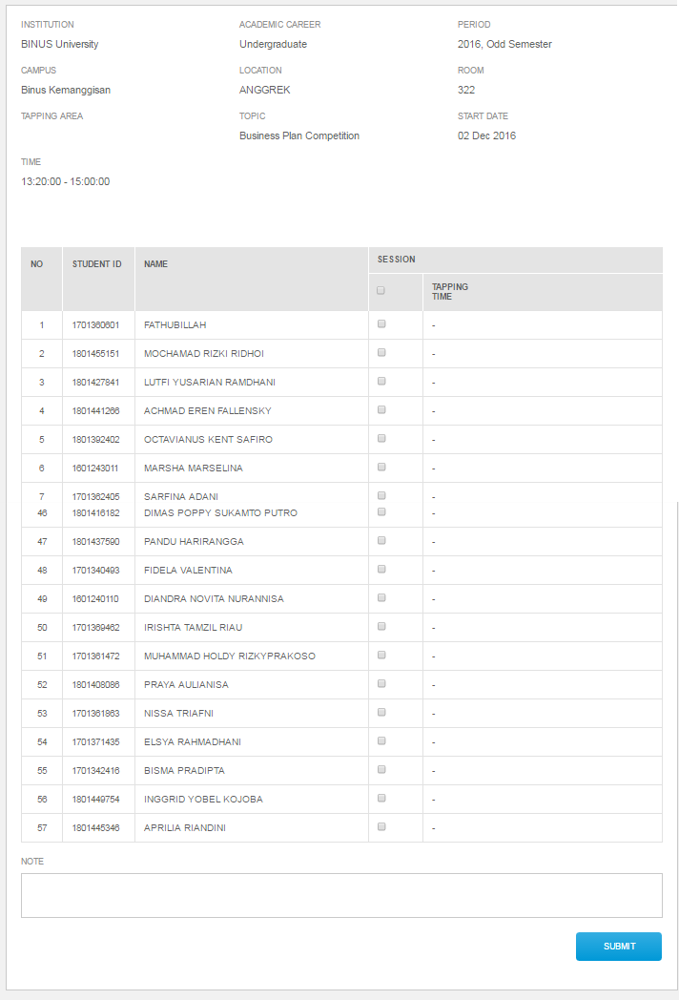 INSTITUTION ACADEMIC CAREER PERIOD
BINUS University Undergraduate 2016, Odd Semester
CAMPUS LOCATION ROOM
Binus Kemanggisan ANGGREK 322
TAPPING AREA TOPIC START DATE
Business Plan Competition 02 Dec 2016
TIME
13:20:00 - 15:00:00
NO STUDENT ID NAME SESSION
TAPPING
TIME
1 1701360601 FATHUBILLAH -
2 1801455151 MOCHAMAD RIZKI RIDHOI -
3 1801427841 LUTFI YUSARIAN RAMDHANI -
4 1801441266 ACHMAD EREN FALLENSKY -
5 1801392402 OCTAVIANUS KENT SAFIRO -
6 1601243011 MARSHA MARSELINA -
7 1701362405 SARFINA ADANI -
46 1801416182 DIMAS POPPY SUKAMTO PUTRO -
47 1801437590 PANDU HARIRANGGA -
48 1701340493 FIDELA VALENTINA -
49 1601240110 DIANDRA NOVITA NURANNISA -
50 1701369462 IRISHTA TAMZIL RIAU -
51 1701361472 MUHAMMAD HOLDY RIZKYPRAKOSO -
52 1801408086 PRAYA AULIANISA -
53 1701361863 NISSA TRIAFNI -
54 1701371435 ELSYA RAHMADHANI -
55 1701342416 BISMA PRADIPTA -
56 1801449754 INGGRID YOBEL KOJOBA -
57 1801445346 APRILIA RIANDINI -
NOTE
SUBMIT